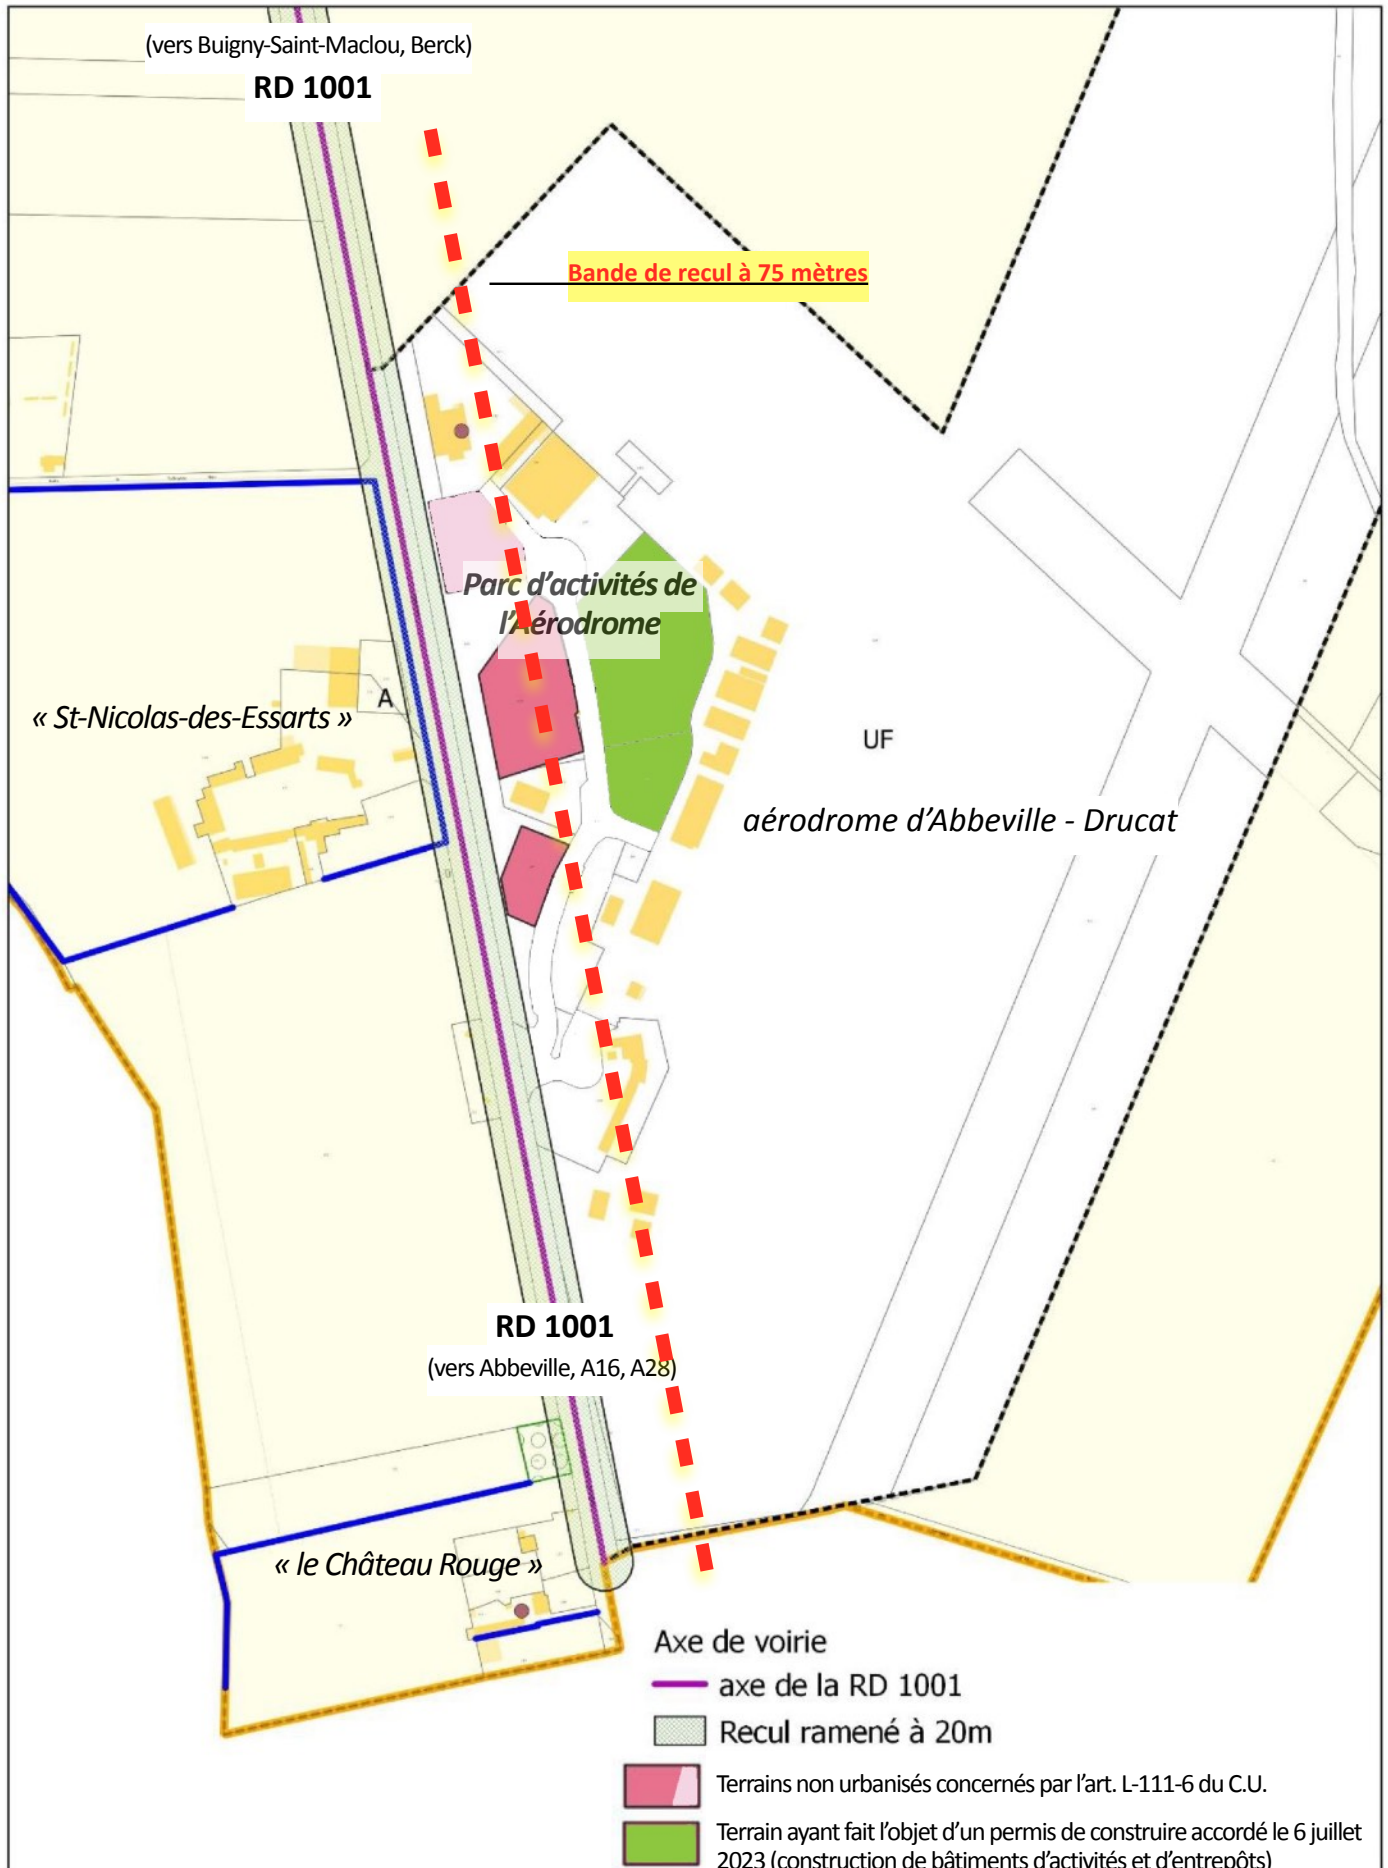 (vers Buigny-Saint-Maclou, Berck)
RD 1001
Bande de recul à 75 mètres
Parc d'activités de
l'Aérodrome
A
« St-Nicolas-des-Essarts »
UF
aérodrome d'Abbeville - Drucat
RD 1001
(vers Abbeville, A16, A28)
« le Château Rouge »
Axe de voirie
axe de la RD 1001
Recul ramené à 20m
Terrains non urbanisés concernés par l'art. L-111-6 du C.U.
Terrain ayant fait l'objet d'un permis de construire accordé le 6 juillet
2023 (construction de bâtiments d'activités et d'entrepôts)